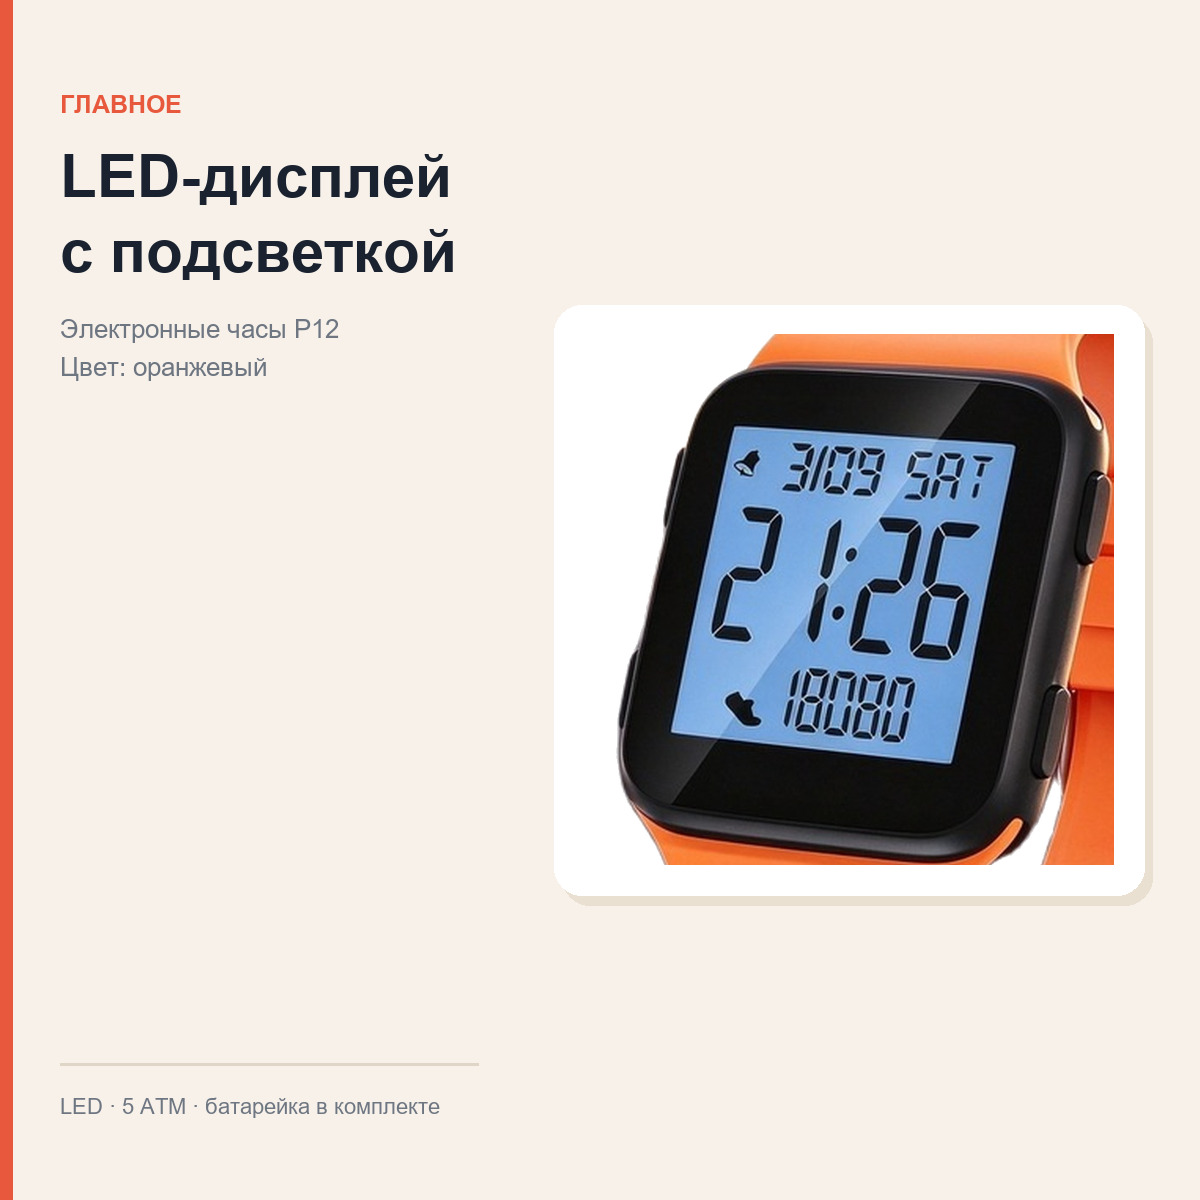 ГЛАВНОЕ
LED-дисплей
с подсветкой
Электронные часы P12
Цвет: оранжевый
3/09 SAT
21:26
18080
LED · 5 ATM · батарейка в комплекте